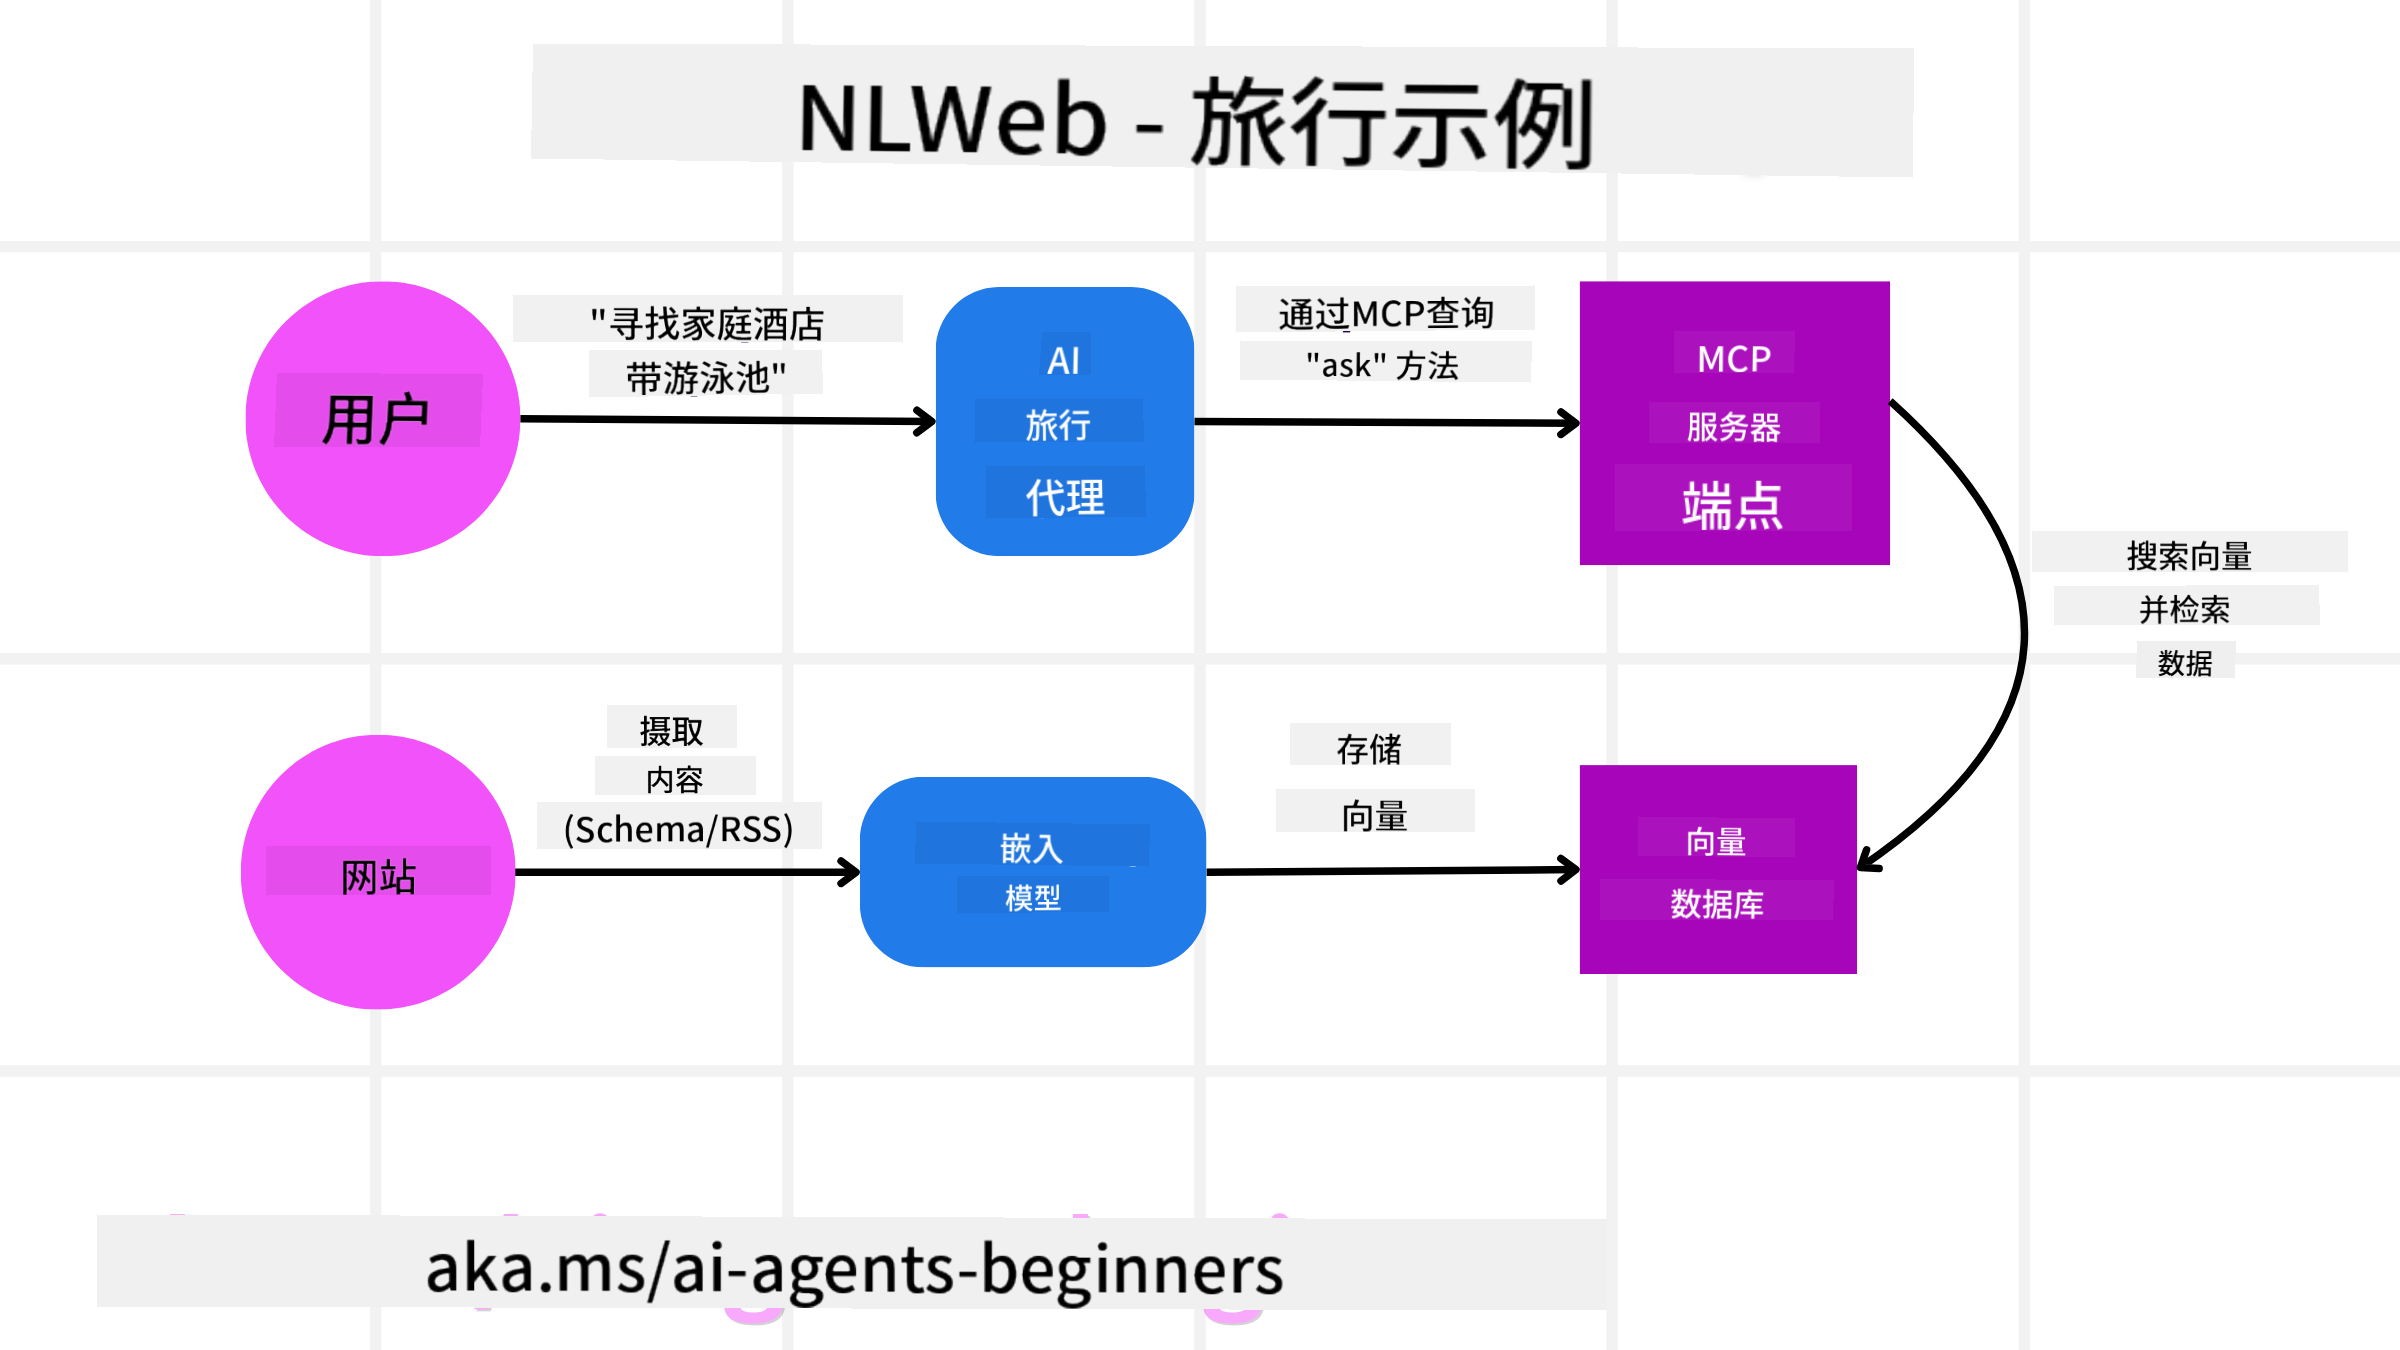 NLWeb - 旅行示例
"寻找家庭酒店
带游泳池"
通过MCP查询
"ask" 方法
用户
AI
旅行
代理
MCP
服务器
端点
搜索向量
并检索
数据
摄取
内容
(Schema/RSS)
存储
向量
网站
嵌入
模型
向量
数据库
aka.ms/ai-agents-beginners